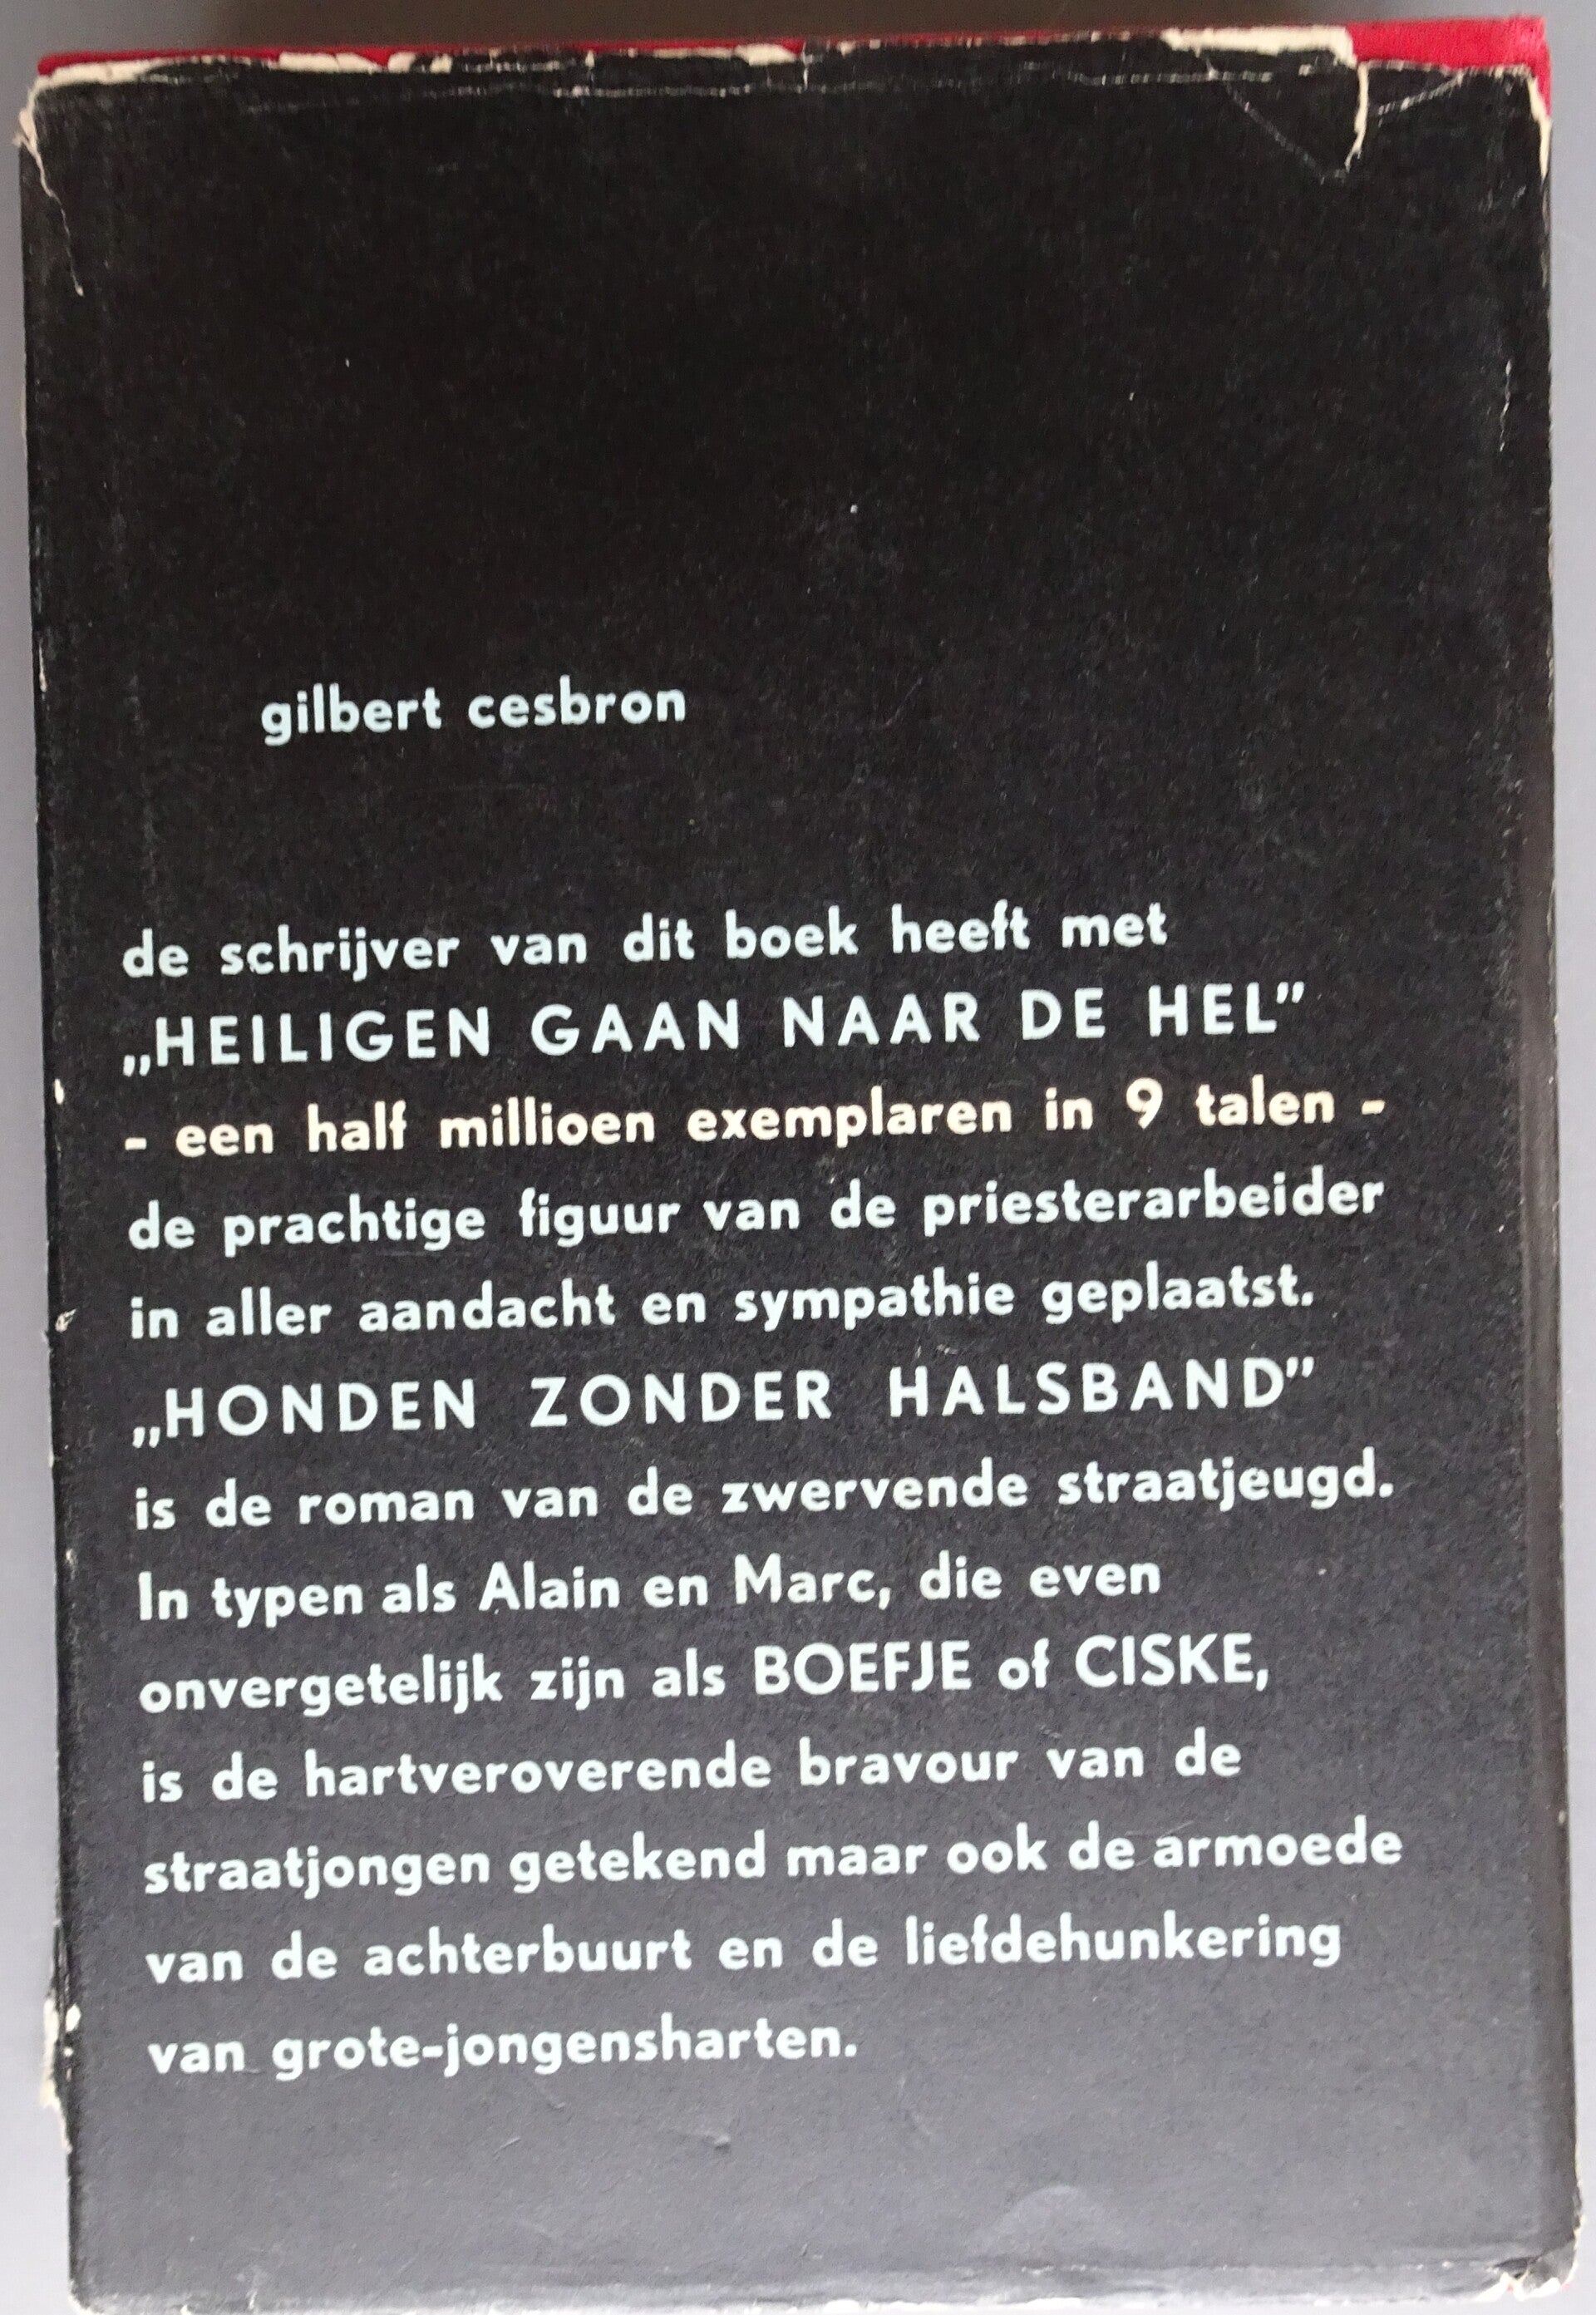 gilbert cesbron
de schrijver van dit boek heeft met
„HEILIGEN GAAN NAAR DE HEL”
- een half millioen exemplaren in 9 talen -
de prachtige figuur van de priesterarbeider
in aller aandacht en sympathie geplaatst.
„HONDEN ZONDER HALSBAND”
is de roman van de zwervende straatjeugd.
In typen als Alain en Marc, die even
onvergetelijk zijn als BOEFJE of CISKE,
is de hartveroverende bravour van de
straatjongen getekend maar ook de armoede
van de achterbuurt en de liefdehunkering
van grote-jongensharten.